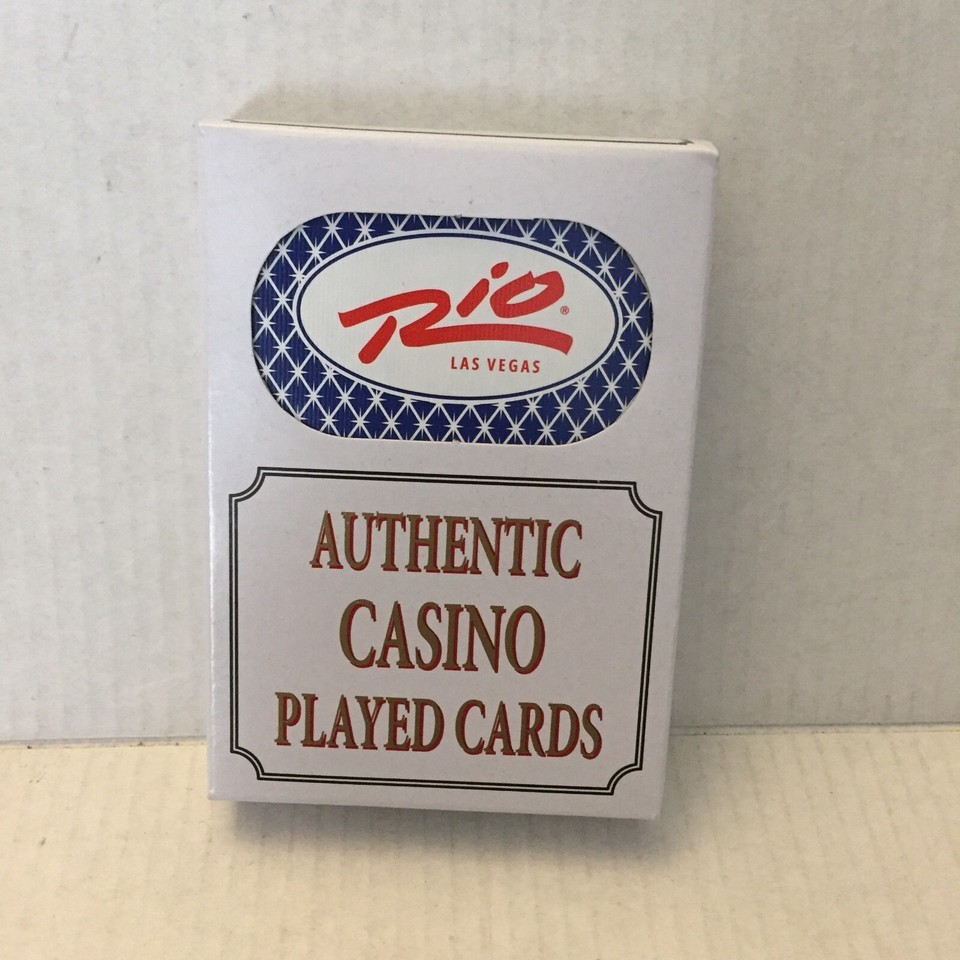 Rio®
LAS VEGAS
AUTHENTIC
CASINO
PLAYED CARDS